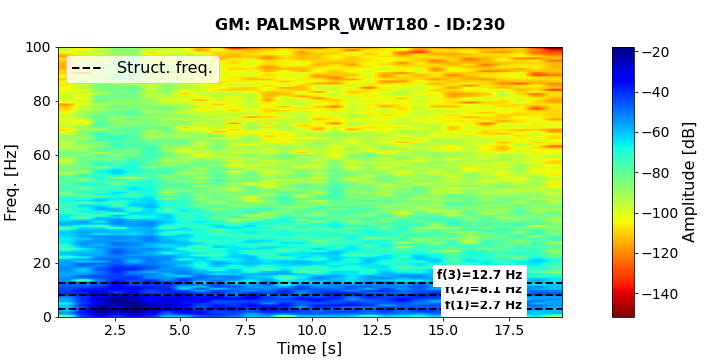 GM: PALMSPR_WWT180 - ID:230
Struct. freq.
Freq. [Hz]
100
80
60
40
20
0
f(3)=12.7 Hz
f(2)=8.1 Hz
f(1)=2.7 Hz
2.5 5.0 7.5 10.0 12.5 15.0 17.5
Time [s]
−20
−40
−60
−80
−100
−120
−140
Amplitude [dB]